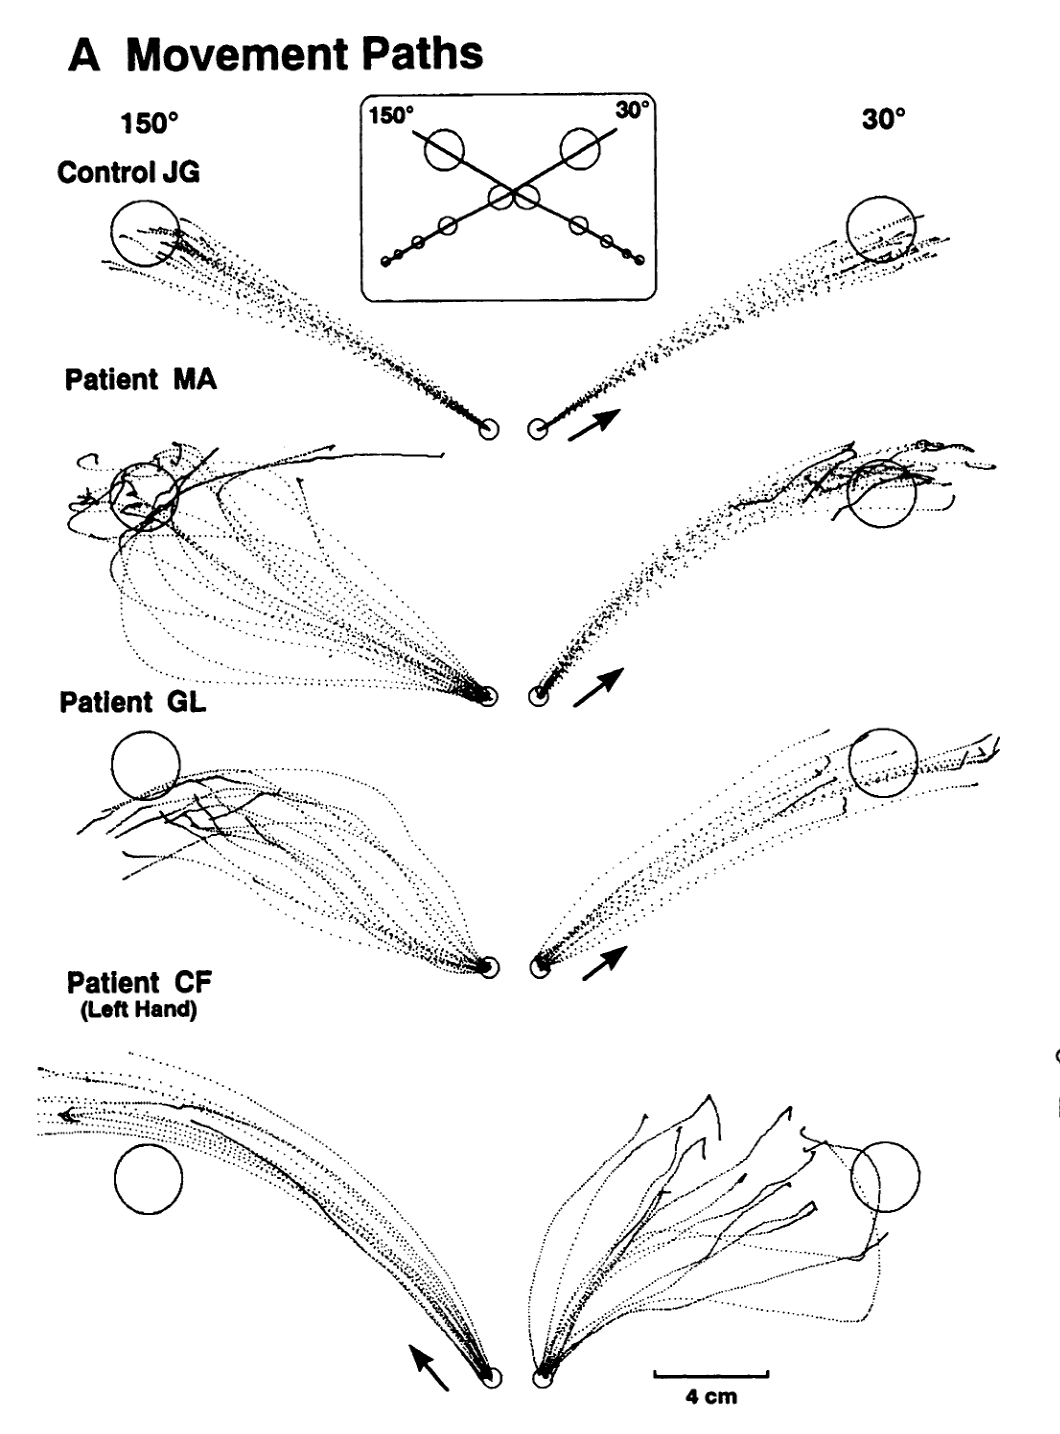 A Movement Paths
150°
150° 30°
30°
Control JG
Patient MA
Patient GL
Patient CF
(Left Hand)
4 cm